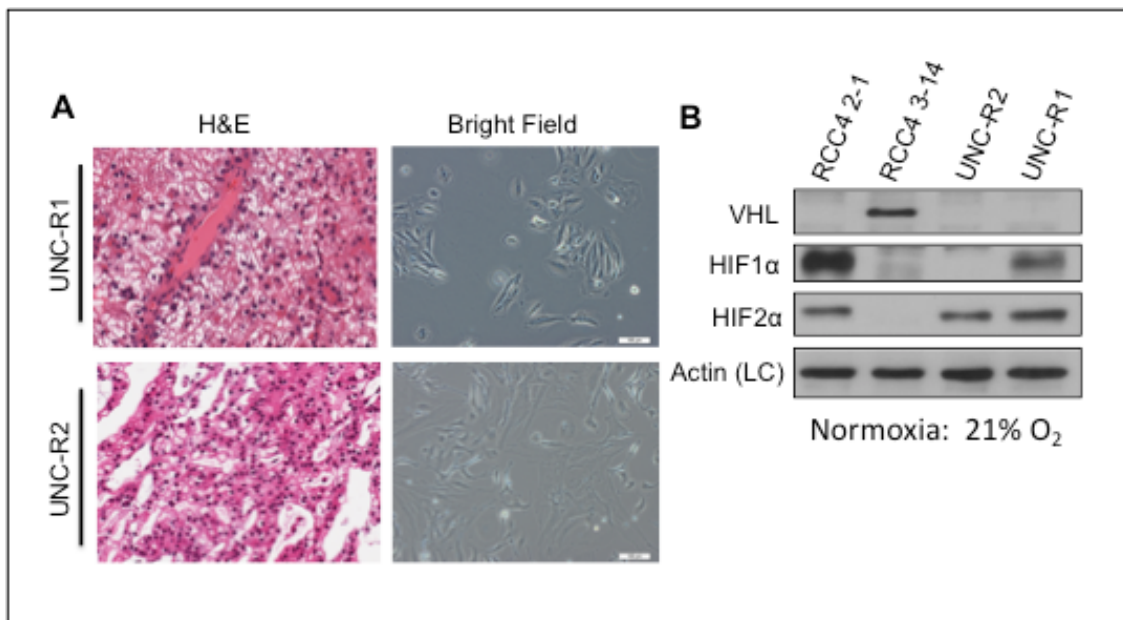 A
H&E
Bright Field
UNC-R1
UNC-R2
B
RCC4 2-1
RCC4 3-14
UNC-R2
UNC-R1
VHL
HIF1α
HIF2α
Actin (LC)
Normoxia: 21% O₂